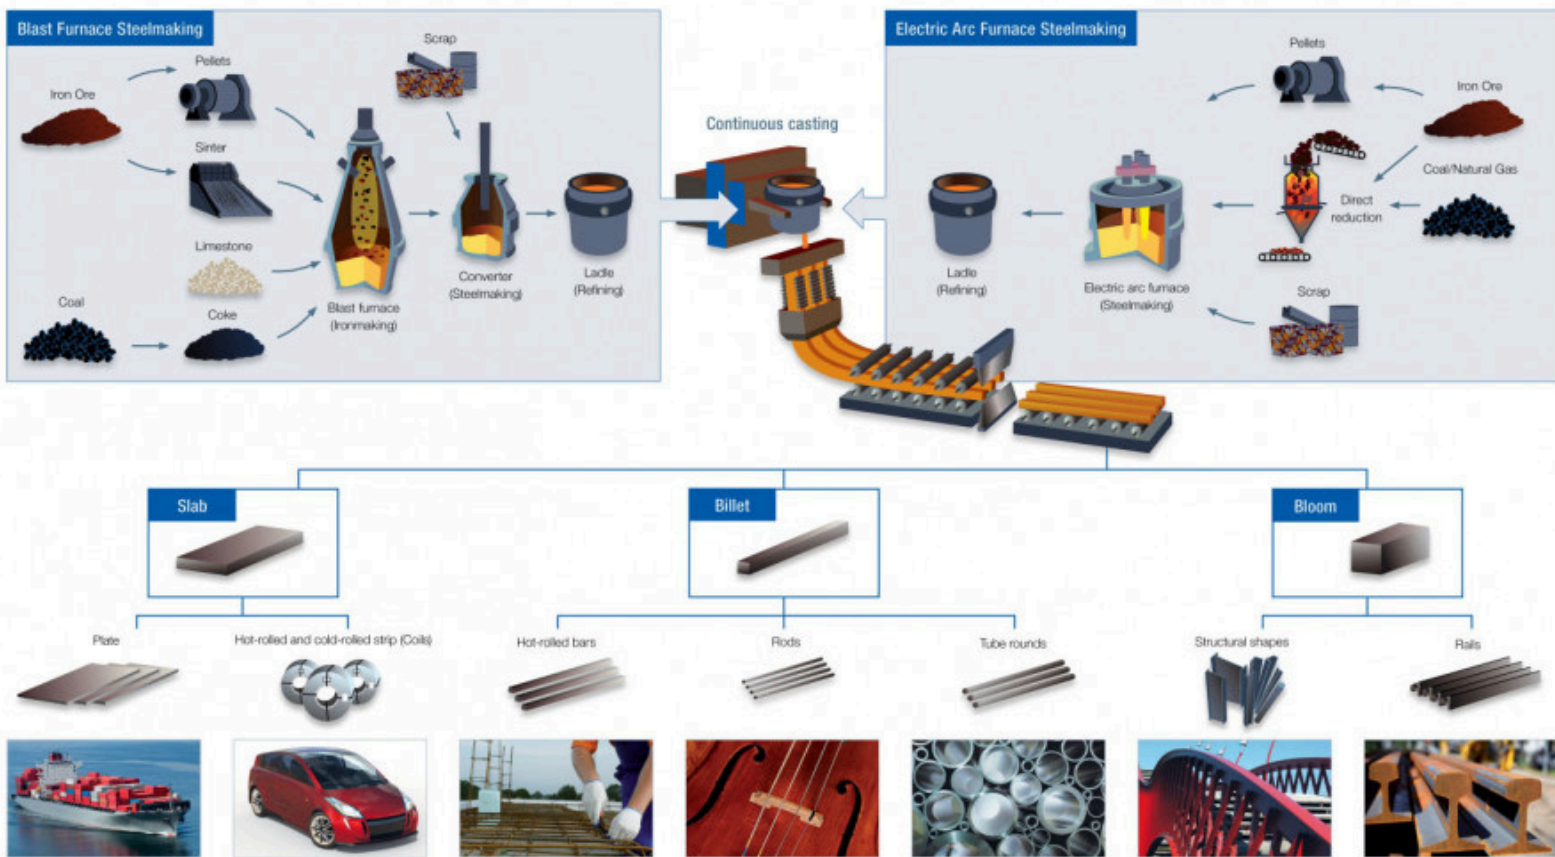 Blast Furnace Steelmaking
Iron Ore
Pellets
Sinter
Limestone
Coal
Coke
Blast furnace
(Ironmaking)
Scrap
Converter
(Steelmaking)
Ladle
(Refining)
Continuous casting
Electric Arc Furnace Steelmaking
Pellets
Iron Ore
Coal/Natural Gas
Direct
reduction
Scrap
Electric arc furnace
(Steelmaking)
Ladle
(Refining)
Slab
Billet
Bloom
Plate
Hot-rolled and cold-rolled strip (Coils)
Hot-rolled bars
Rods
Tube rounds
Structural shapes
Rails